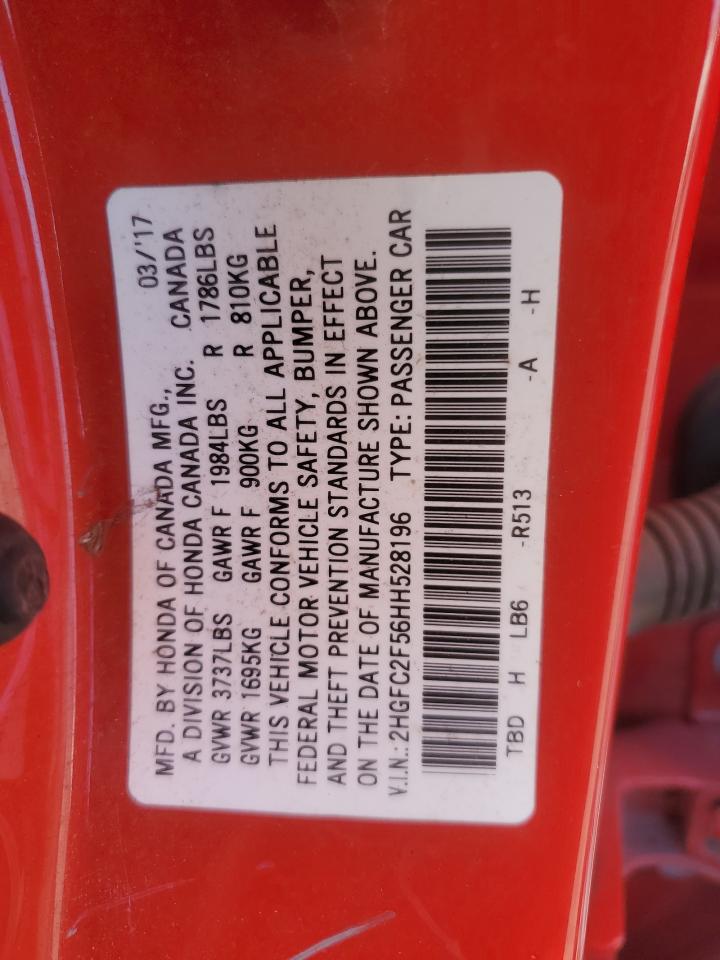 MFD. BY HONDA OF CANADA MFG., 03/'17
A DIVISION OF HONDA CANADA INC. CANADA
GVWR 3737LBS GAWR F 1984LBS R 1786LBS
GVWR 1695KG GAWR F 900KG R 810KG
THIS VEHICLE CONFORMS TO ALL APPLICABLE
FEDERAL MOTOR VEHICLE SAFETY, BUMPER,
AND THEFT PREVENTION STANDARDS IN EFFECT
ON THE DATE OF MANUFACTURE SHOWN ABOVE.
V.I.N.: 2HGFC2F56HH528196 TYPE: PASSENGER CAR
TBD H LB6 -R513 -A -H